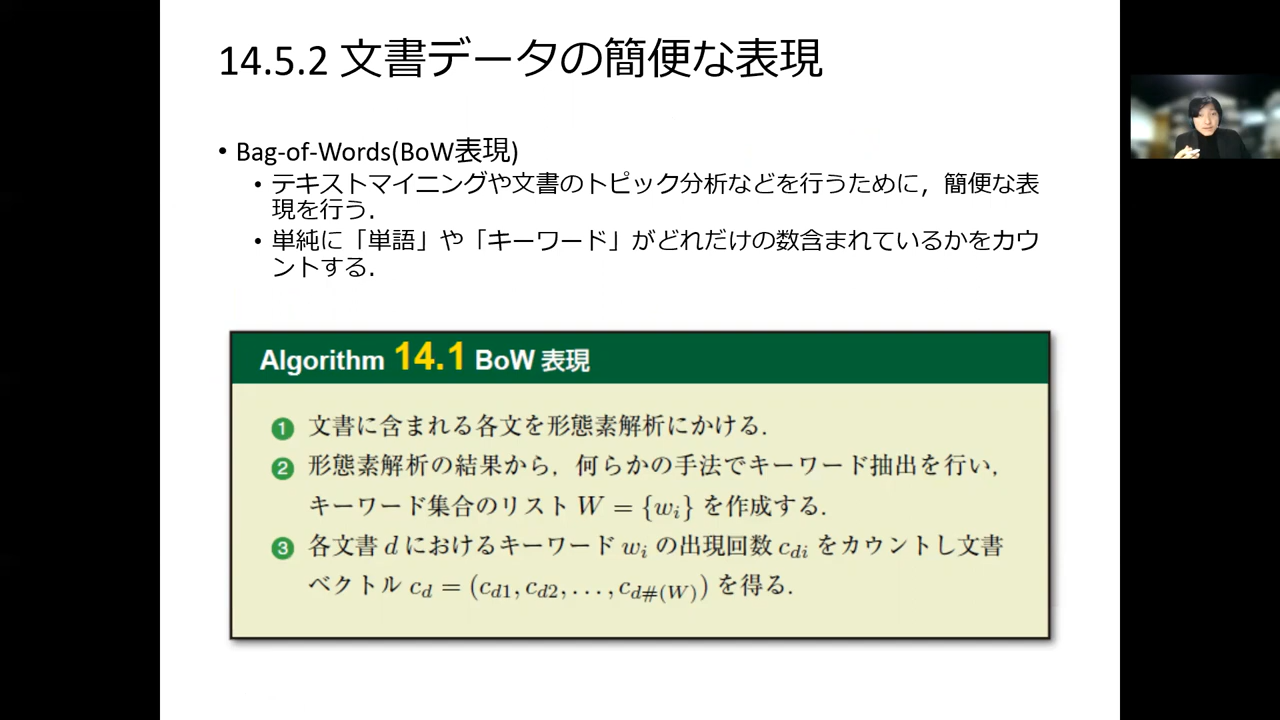 14.5.2 文書データの簡便な表現
• Bag-of-Words(BoW表現)
• テキストマイニングや文書のトピック分析などを行うために，簡便な表
現を行う．
• 単純に「単語」や「キーワード」がどれだけの数含まれているかをカウ
ントする．
Algorithm 14.1 BoW 表現
1 文書に含まれる各文を形態素解析にかける．
2 形態素解析の結果から，何らかの手法でキーワード抽出を行い，
キーワード集合のリスト W = {w_i} を作成する．
3 各文書 d におけるキーワード w_i の出現回数 c_{di} をカウントし文書
ベクトル c_d = (c_{d1}, c_{d2}, . . . , c_{d#(W)}) を得る．